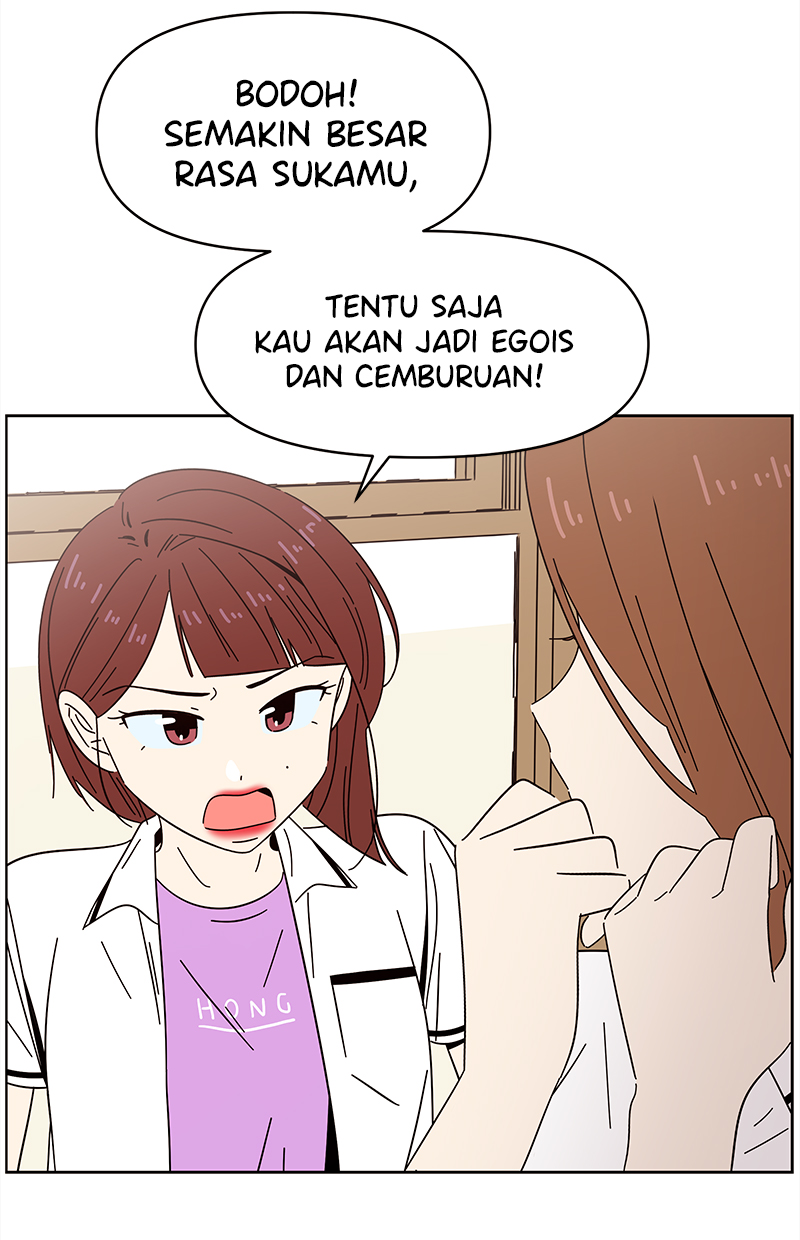 BODOH!
SEMAKIN BESAR
RASA SUKAMU,
TENTU SAJA
KAU AKAN JADI EGOIS
DAN CEMBURUAN!
HONG